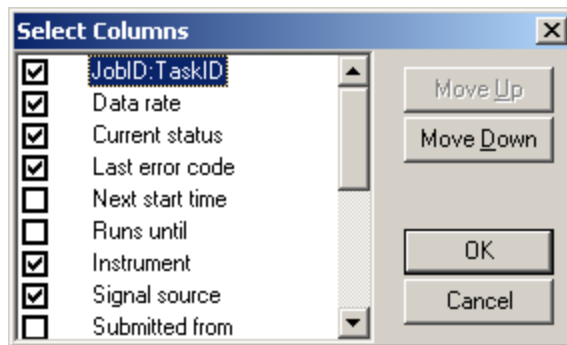 Select Columns
JobID:TaskID
Data rate
Current status
Last error code
Next start time
Runs until
Instrument
Signal source
Submitted from
Move Up
Move Down
OK
Cancel